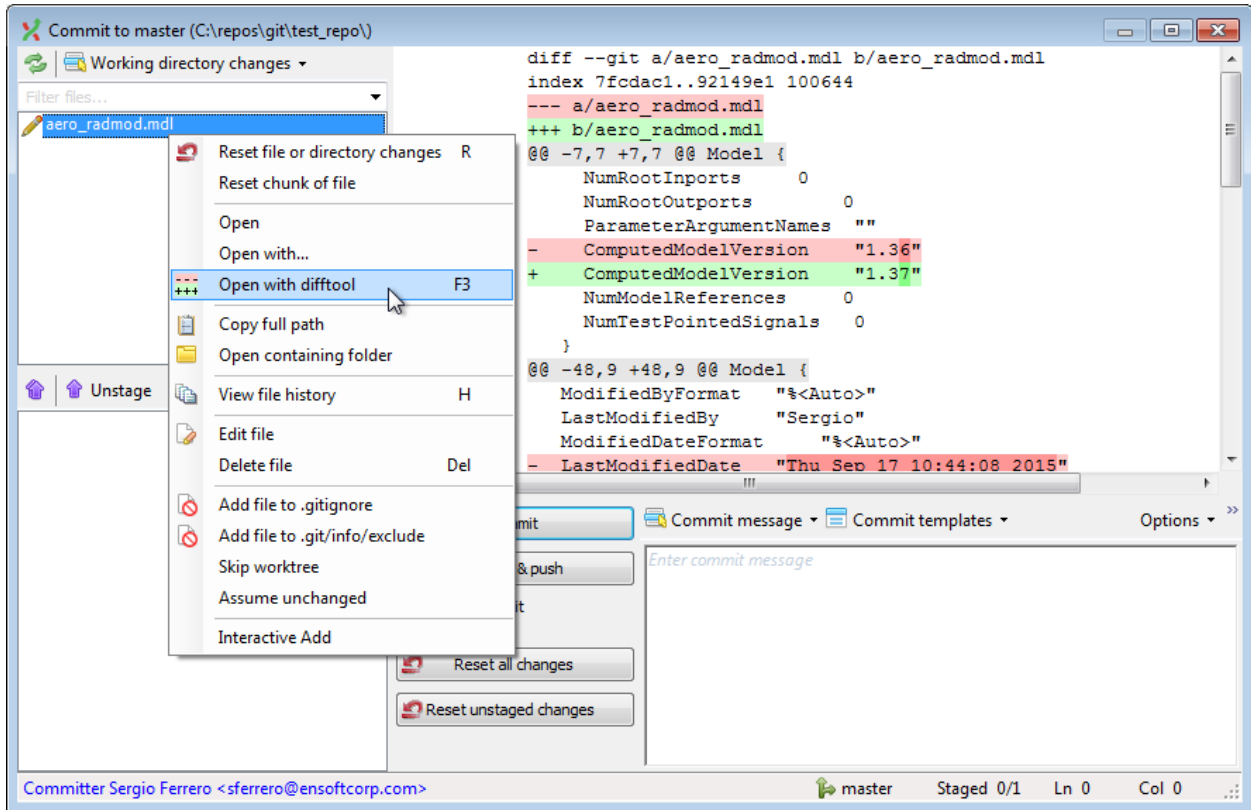 Commit to master (C:\repos\git\test_repo\)
Working directory changes
Filter files...
aero_radmod.mdl
Reset file or directory changes R
Reset chunk of file
Open
Open with...
Open with difftool F3
Copy full path
Open containing folder
View file history H
Edit file
Delete file Del
Add file to .gitignore
Add file to .git/info/exclude
Skip worktree
Assume unchanged
Interactive Add
Unstage
diff --git a/aero_radmod.mdl b/aero_radmod.mdl
index 7fcdac1..92149e1 100644
--- a/aero_radmod.mdl
+++ b/aero_radmod.mdl
@@ -7,7 +7,7 @@ Model {
NumRootInports 0
NumRootOutports 0
ParameterArgumentNames ""
- ComputedModelVersion "1.36"
+ ComputedModelVersion "1.37"
NumModelReferences 0
NumTestPointedSignals 0
}
@@ -48,9 +48,9 @@ Model {
ModifiedByFormat "%<Auto>"
LastModifiedBy "Sergio"
ModifiedDateFormat "%<Auto>"
- LastModifiedDate "Thu Sep 17 10:44:08 2015"
mit
& push
it
Reset all changes
Reset unstaged changes
Commit message
Commit templates
Options
Enter commit message
Committer Sergio Ferrero <sferrero@ensoftcorp.com>
master
Staged 0/1
Ln 0
Col 0